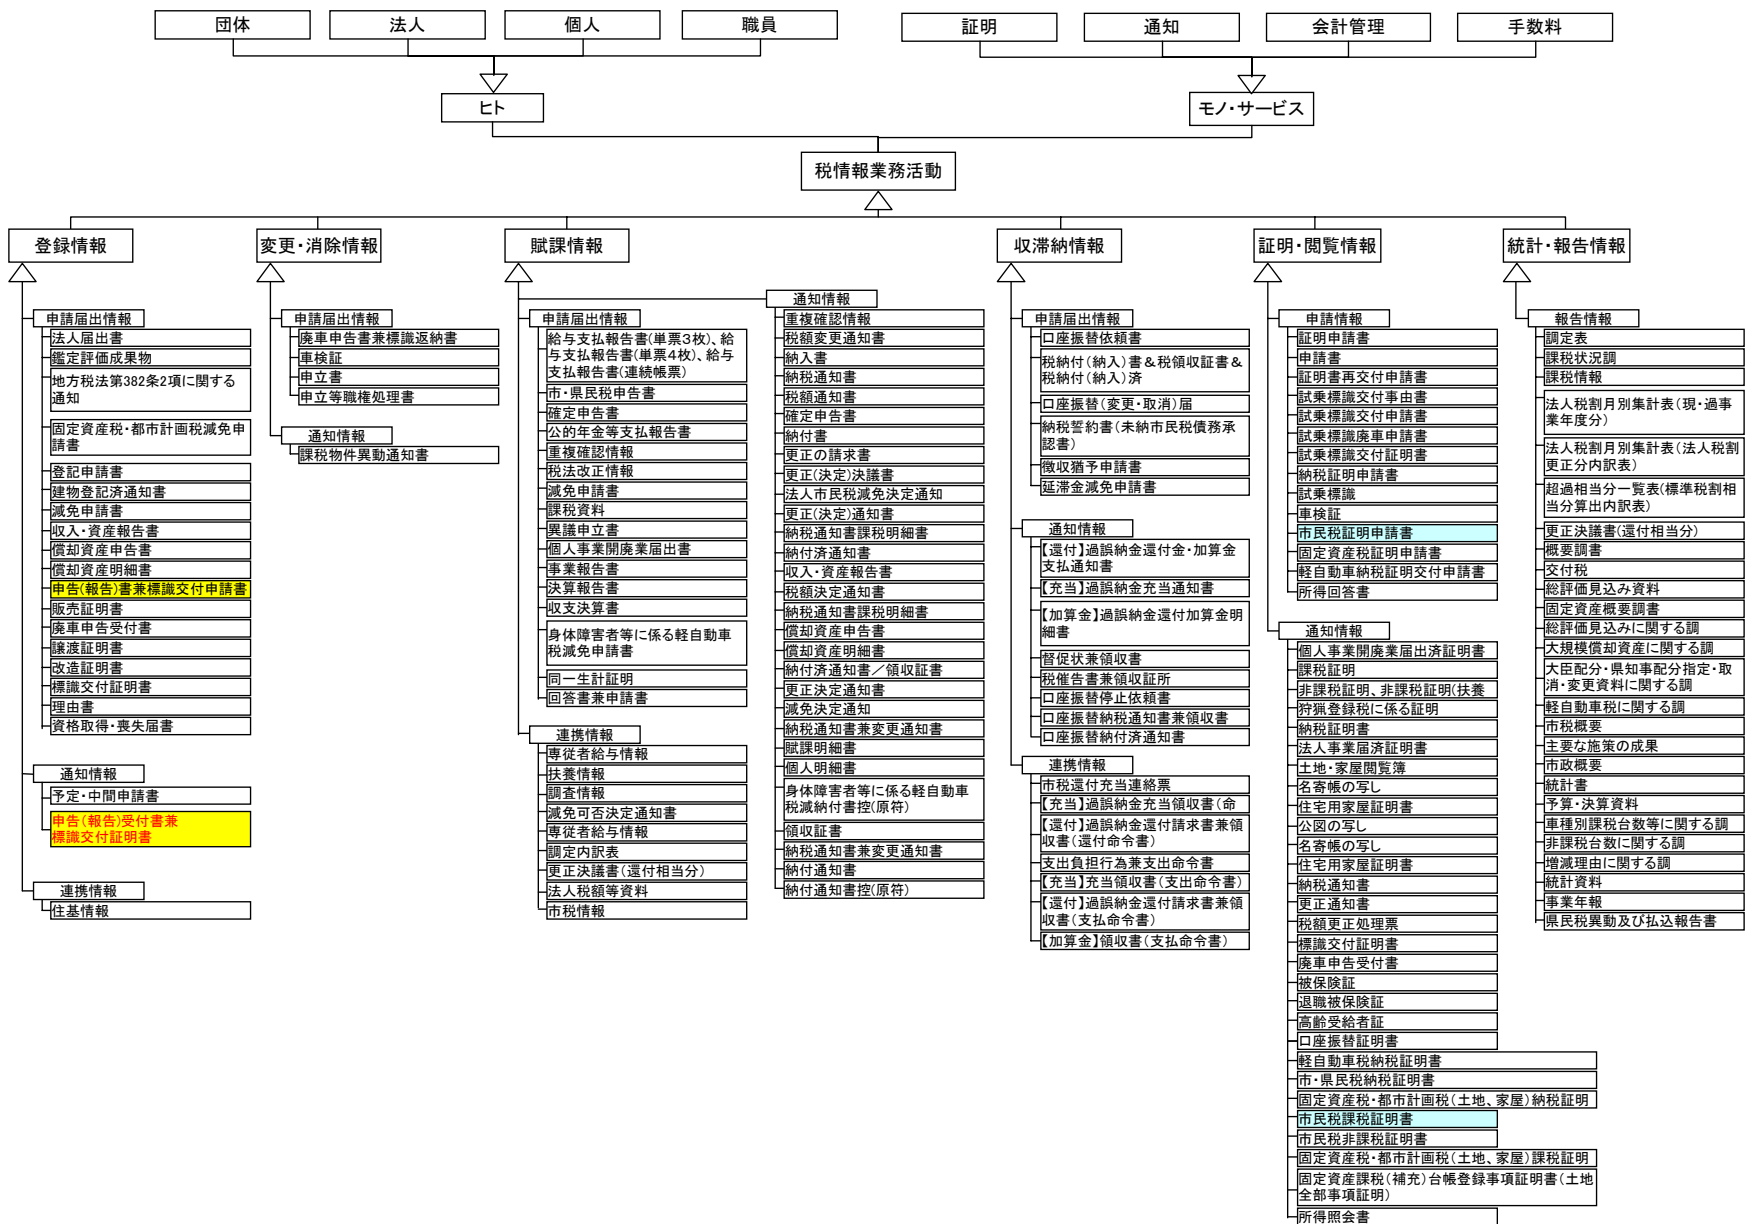 団体
法人
個人
職員
証明
通知
会計管理
手数料
ヒト
モノ・サービス
税情報業務活動
登録情報
変更・消除情報
賦課情報
収滞納情報
証明・閲覧情報
統計・報告情報
申請届出情報
法人届出書
鑑定評価成果物
地方税法第382条2項に関する
通知
固定資産税・都市計画税減免申
請書
登記申請書
建物登記済通知書
減免申請書
収入・資産報告書
償却資産申告書
償却資産明細書
申告(報告)書兼標識交付申請書
販売証明書
廃車申告受付書
譲渡証明書
改造証明書
標識交付証明書
理由書
資格取得・喪失届書
通知情報
予定・中間申請書
申告(報告)受付書兼
標識交付証明書
連携情報
住基情報
申請届出情報
廃車申告書兼標識返納書
車検証
申立書
申立等職権処理書
通知情報
課税物件異動通知書
申請届出情報
給与支払報告書(単票3枚)、給
与支払報告書(単票4枚)、給与
支払報告書(連続帳票)
市・県民税申告書
確定申告書
公的年金等支払報告書
重複確認情報
税法改正情報
減免申請書
課税資料
異議申立書
個人事業開廃業届出書
事業報告書
決算報告書
収支決算書
身体障害者等に係る軽自動車
税減免申請書
同一生計証明
回答書兼申請書
連携情報
専従者給与情報
扶養情報
調査情報
減免可否決定通知書
専従者給与情報
調定内訳表
更正決議書(還付相当分)
法人税額等資料
市税情報
通知情報
重複確認情報
税額変更通知書
納入書
納税通知書
税額通知書
確定申告書
納付書
更正の請求書
更正(決定)決議書
法人市民税減免決定通知
更正(決定)通知書
納税通知書課税明細書
納付済通知書
収入・資産報告書
税額決定通知書
納税通知書課税明細書
償却資産申告書
償却資産明細書
納付済通知書／領収証書
更正決定通知書
減免決定通知
納税通知書兼変更通知書
賦課明細書
個人明細書
身体障害者等に係る軽自動車
税減納付書控(原符)
領収証書
納税通知書兼変更通知書
納付通知書
納付通知書控(原符)
申請届出情報
口座振替依頼書
税納付(納入)書＆税領収証書＆
税納付(納入)済
口座振替(変更・取消)届
納税誓約書(未納市民税債務承
認書)
徴収猶予申請書
延滞金減免申請書
通知情報
【還付】過誤納金還付金・加算金
支払通知書
【充当】過誤納金充当通知書
【加算金】過誤納金還付加算金明
細書
督促状兼領収書
税催告書兼領収証所
口座振替停止依頼書
口座振替納税通知書兼領収書
口座振替納付済通知書
連携情報
市税還付充当連絡票
【充当】過誤納金充当領収書(命
【還付】過誤納金還付請求書兼領
収書(還付命令書)
支出負担行為兼支出命令書
【充当】充当領収書(支出命令書)
【還付】過誤納金還付請求書兼領
収書(支払命令書)
【加算金】領収書(支払命令書)
申請情報
証明申請書
申請書
証明書再交付申請書
試乗標識交付事由書
試乗標識交付申請書
試乗標識廃車申請書
試乗標識交付証明書
納税証明申請書
試乗標識
車検証
市民税証明申請書
固定資産税証明申請書
軽自動車納税証明交付申請書
所得回答書
通知情報
個人事業開廃業届出済証明書
課税証明
非課税証明、非課税証明(扶養
狩猟登録税に係る証明
納税証明書
法人事業届済証明書
土地・家屋閲覧簿
名寄帳の写し
住宅用家屋証明書
公図の写し
名寄帳の写し
住宅用家屋証明書
納税通知書
更正通知書
税額更正処理票
標識交付証明書
廃車申告受付書
被保険証
退職被保険証
高齢受給者証
口座振替証明書
軽自動車税納税証明書
市・県民税納税証明書
固定資産税・都市計画税(土地、家屋)納税証明
市民税課税証明書
市民税非課税証明書
固定資産税・都市計画税(土地、家屋)課税証明
固定資産課税(補充)台帳登録事項証明書(土地
全部事項証明)
所得照会書
報告情報
調定表
課税状況調
課税情報
法人税割月別集計表(現・過事
業年度分)
法人税割月別集計表(法人税割
更正分内訳表)
超過相当分一覧表(標準税割相
当分算出内訳表)
更正決議書(還付相当分)
概要調書
交付税
総評価見込み資料
固定資産概要調書
総評価見込みに関する調
大規模償却資産に関する調
大臣配分・県知事配分指定・取
消・変更資料に関する調
軽自動車税に関する調
市税概要
主要な施策の成果
市政概要
統計書
予算・決算資料
車種別課税台数等に関する調
非課税台数に関する調
増減理由に関する調
統計資料
事業年報
県民税異動及び払込報告書